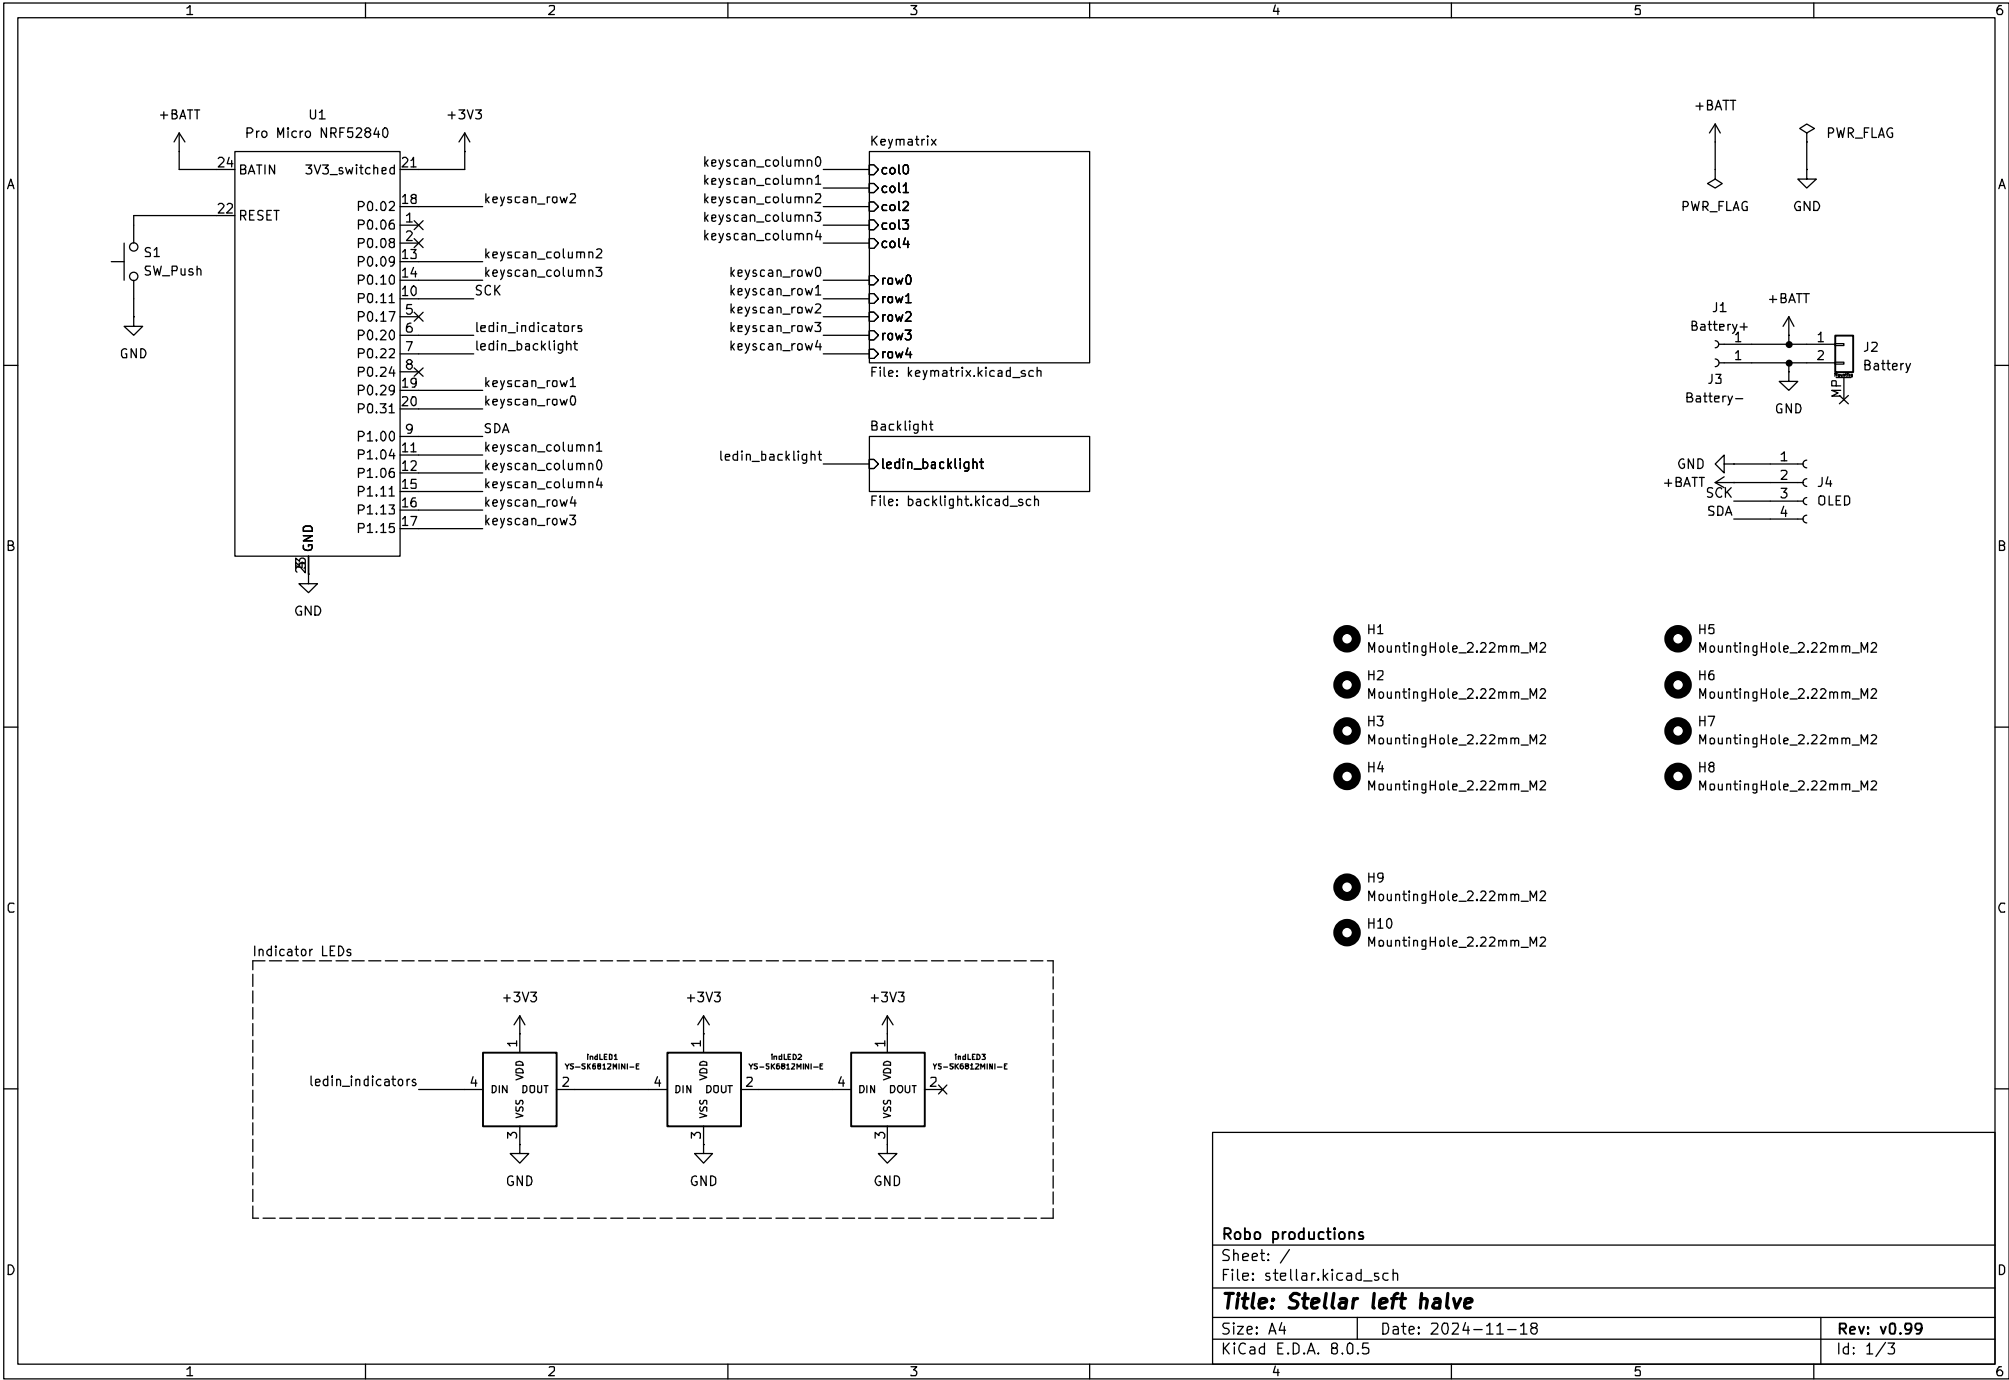 1 2 3 4 5 6
A
B
C
D
A
B
C
D
+BATT
U1
Pro Micro NRF52840
+3V3
24 BATIN
3V3_switched 21
22 RESET
P0.02 18 keyscan_row2
P0.06 1
P0.08 2
P0.09 13 keyscan_column2
P0.10 14 keyscan_column3
P0.11 10 SCK
P0.17 5
P0.20 6 ledin_indicators
P0.22 7 ledin_backlight
P0.24 8
P0.29 19 keyscan_row1
P0.31 20 keyscan_row0
P1.00 9 SDA
P1.04 11 keyscan_column1
P1.06 12 keyscan_column0
P1.11 15 keyscan_column4
P1.13 16 keyscan_row4
P1.15 17 keyscan_row3
GND
GND
S1
SW_Push
GND
Keymatrix
keyscan_column0 col0
keyscan_column1 col1
keyscan_column2 col2
keyscan_column3 col3
keyscan_column4 col4
keyscan_row0 row0
keyscan_row1 row1
keyscan_row2 row2
keyscan_row3 row3
keyscan_row4 row4
File: keymatrix.kicad_sch
Backlight
ledin_backlight ledin_backlight
File: backlight.kicad_sch
+BATT
PWR_FLAG
PWR_FLAG
GND
J1
Battery+
+BATT
1 1
1 2
J2
Battery
J3
Battery-
GND
MP
GND 1
+BATT 2
SCK 3
SDA 4
J4
OLED
H1
MountingHole_2.22mm_M2
H2
MountingHole_2.22mm_M2
H3
MountingHole_2.22mm_M2
H4
MountingHole_2.22mm_M2
H5
MountingHole_2.22mm_M2
H6
MountingHole_2.22mm_M2
H7
MountingHole_2.22mm_M2
H8
MountingHole_2.22mm_M2
H9
MountingHole_2.22mm_M2
H10
MountingHole_2.22mm_M2
Indicator LEDs
+3V3 +3V3 +3V3
1 1 1
indLED1
YS-SK6812MINI-E
indLED2
YS-SK6812MINI-E
indLED3
YS-SK6812MINI-E
VDD VDD VDD
ledin_indicators 4 DIN DOUT 2 4 DIN DOUT 2 4 DIN DOUT 2
VSS VSS VSS
3 3 3
GND GND GND
Robo productions
Sheet: /
File: stellar.kicad_sch
Title: Stellar left halve
Size: A4 Date: 2024-11-18 Rev: v0.99
KiCad E.D.A. 8.0.5 Id: 1/3
1 2 3 4 5 6